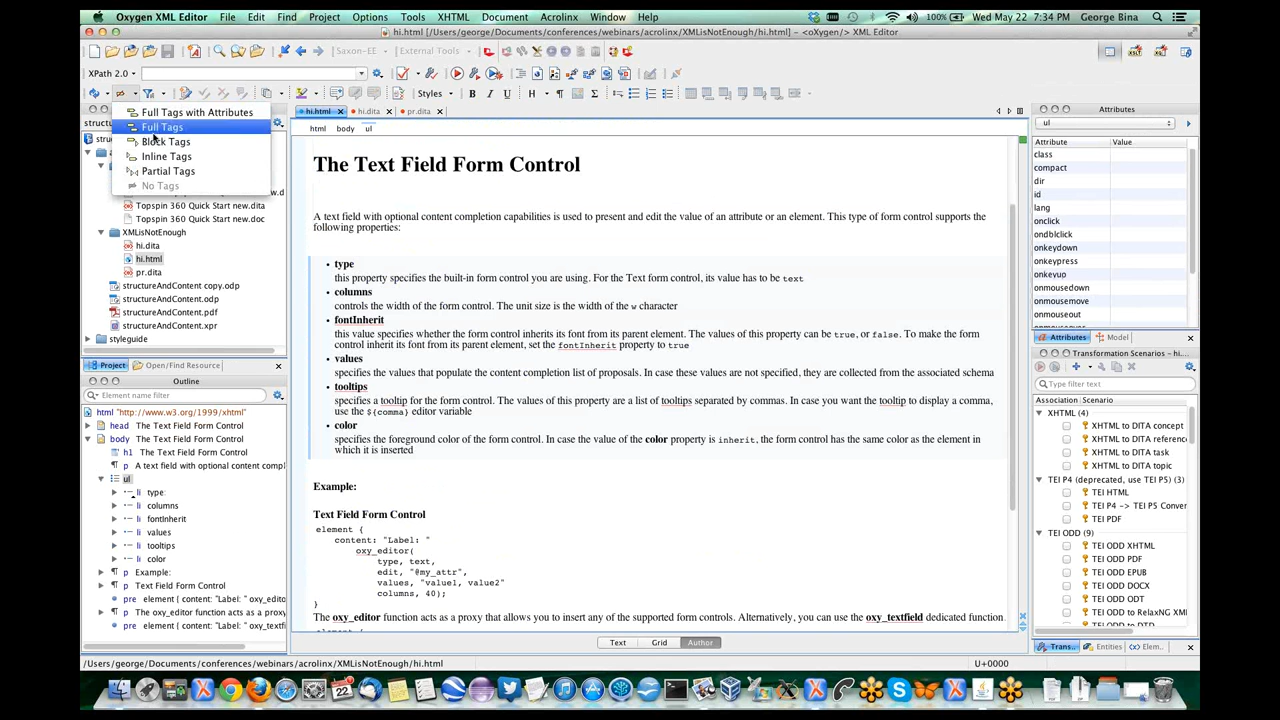 Oxygen XML Editor File Edit Find Project Options Tools XHTML Document Acrolinx Window Help 100% Wed May 22 7:34 PM George Bina
hi.html [/Users/george/Documents/conferences/webinars/acrolinx/XMLisNotEnough/hi.html] - <oXygen/> XML Editor
Saxon-EE External Tools
XPath 2.0
Styles B I U H
Full Tags with Attributes
Full Tags
Block Tags
Inline Tags
Partial Tags
No Tags
Topspin 360 Quick Start new.dita
Topspin 360 Quick Start new.doc
XMLisNotEnough
hi.dita
hi.html
pr.dita
structureAndContent copy.odp
structureAndContent.odp
structureAndContent.pdf
structureAndContent.xpr
styleguide
Project Open/Find Resource
Outline
Element name filter
html "http://www.w3.org/1999/xhtml"
head The Text Field Form Control
body The Text Field Form Control
h1 The Text Field Form Control
p A text field with optional content compl
ul
li type:
li columns
li fontInherit
li values
li tooltips
li color
p Example:
p Text Field Form Control
pre element { content: "Label: " oxy_editor(
p The oxy_editor function acts as a proxy
pre element { content: "Label: " oxy_textfi
hi.html hi.dita pr.dita
html body ul
The Text Field Form Control
A text field with optional content completion capabilities is used to present and edit the value of an attribute or an element. This type of form control supports the
following properties:
• type
this property specifies the built-in form control you are using. For the Text form control, its value has to be text
• columns
controls the width of the form control. The unit size is the width of the w character
• fontInherit
this value specifies whether the form control inherits its font from its parent element. The values of this property can be true, or false. To make the form
control inherit its font from its parent element, set the fontInherit property to true
• values
specifies the values that populate the content completion list of proposals. In case these values are not specified, they are collected from the associated schema
• tooltips
specifies a tooltip for the form control. The values of this property are a list of tooltips separated by commas. In case you want the tooltip to display a comma,
use the ${comma} editor variable
• color
specifies the foreground color of the form control. In case the value of the color property is inherit, the form control has the same color as the element in
which it is inserted
Example:
Text Field Form Control
element {
content: "Label: "
oxy_editor(
type, text,
edit, "@my_attr",
values, "value1, value2"
columns, 40);
}
The oxy_editor function acts as a proxy that allows you to insert any of the supported form controls. Alternatively, you can use the oxy_textfield dedicated function.
Text Grid Author
Attributes
ul
Attribute Value
class
compact
dir
id
lang
onclick
ondblclick
onkeydown
onkeypress
onkeyup
onmousedown
onmousemove
onmouseout
Attributes Model
Transformation Scenarios - hi....
Type filter text
Association Scenario
XHTML (4)
XHTML to DITA concept
XHTML to DITA reference
XHTML to DITA task
XHTML to DITA topic
TEI P4 (deprecated, use TEI P5) (3)
TEI HTML
TEI P4 -> TEI P5 Conver
TEI PDF
TEI ODD (9)
TEI ODD XHTML
TEI ODD PDF
TEI ODD EPUB
TEI ODD DOCX
TEI ODD ODT
TEI ODD to RelaxNG XM
Trans.. Entities Elem...
/Users/george/Documents/conferences/webinars/acrolinx/XMLisNotEnough/hi.html U+0000